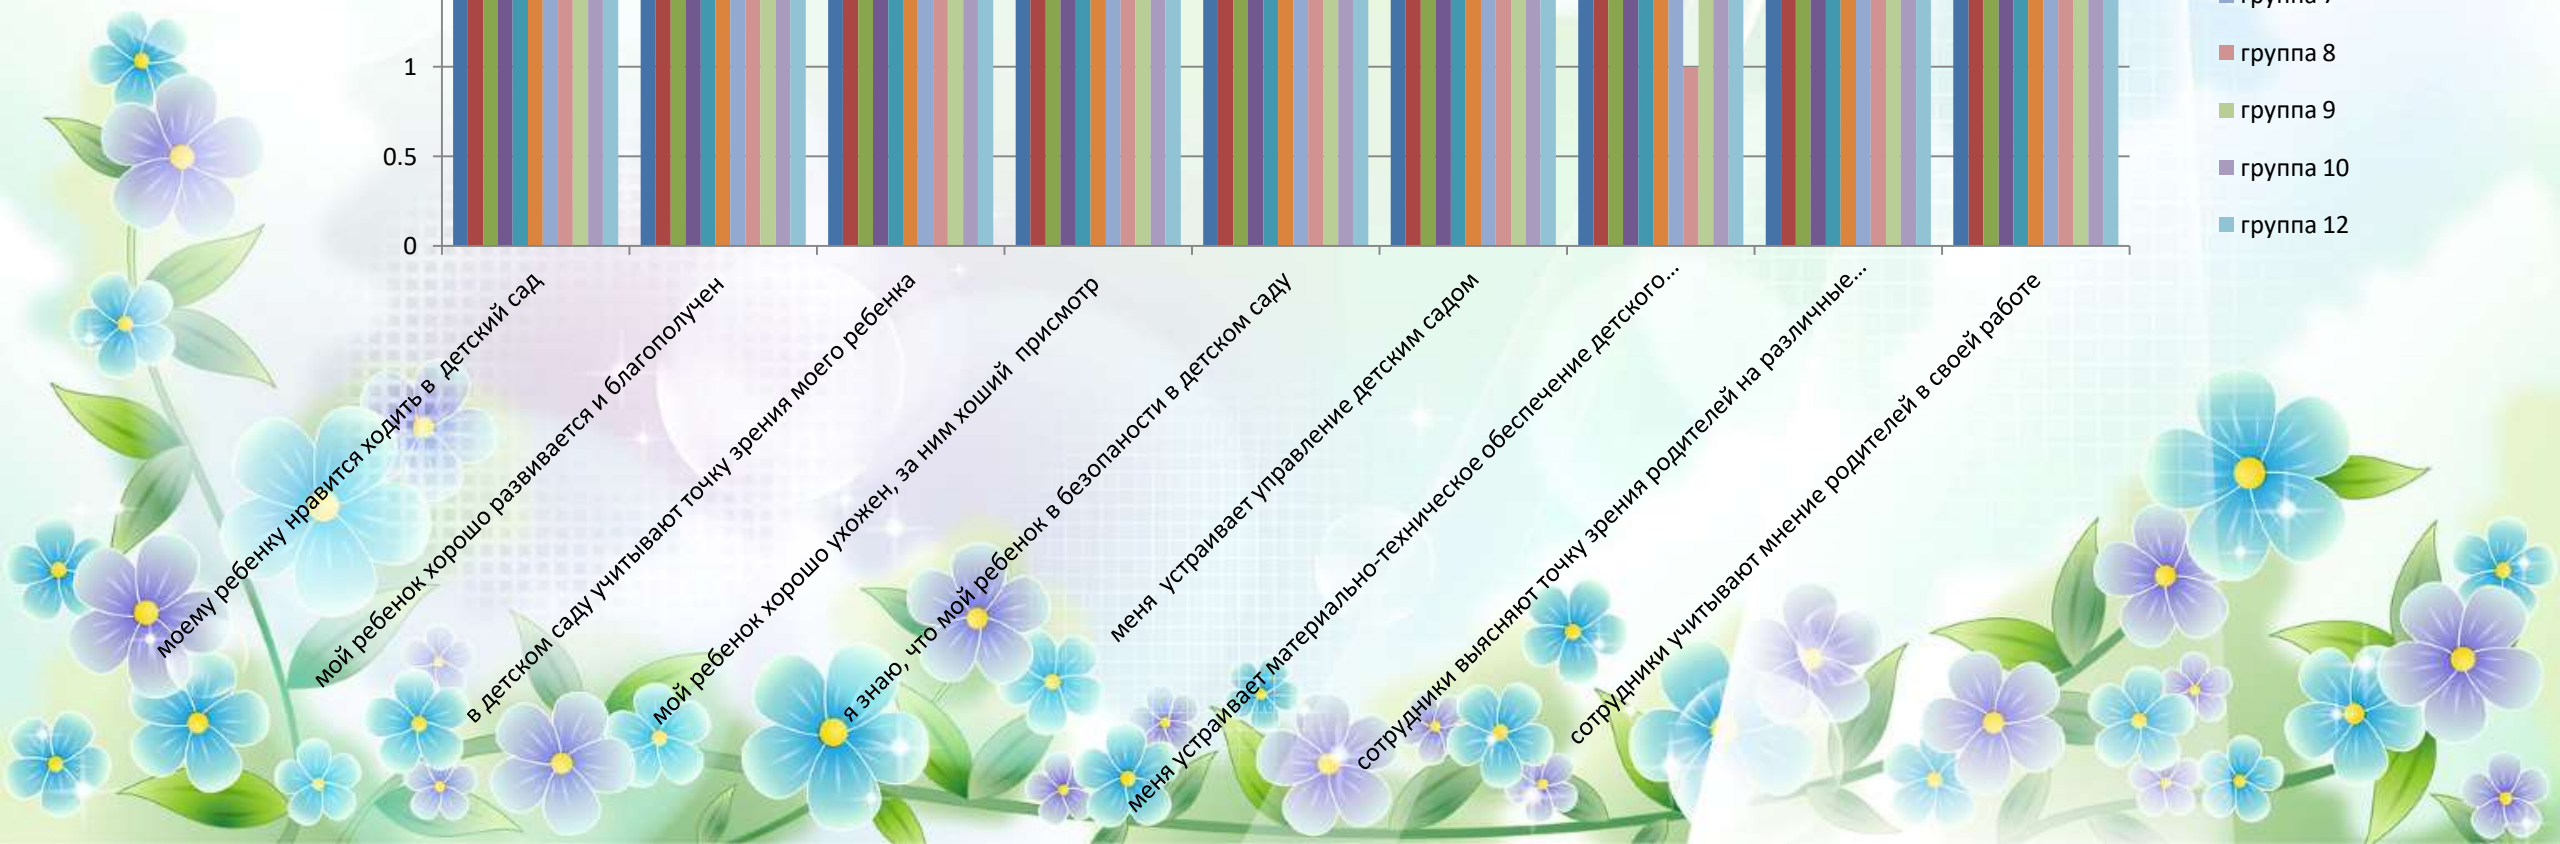 группа 7
1
группа 8
группа 9
0.5
группа 10
группа 12
0
моему ребенку нравится ходить в детский сад
мой ребенок хорошо развивается и благополучен
в детском саду учитывают точку зрения моего ребенка
мой ребенок хорошо ухожен, за ним хоший присмотр
я знаю, что мой ребенок в безопаности в детском саду
меня устраивает управление детским садом
меня устраивает материально-техническое обеспечение детского...
сотрудники выясняют точку зрения родителей на различные...
сотрудники учитывают мнение родителей в своей работе